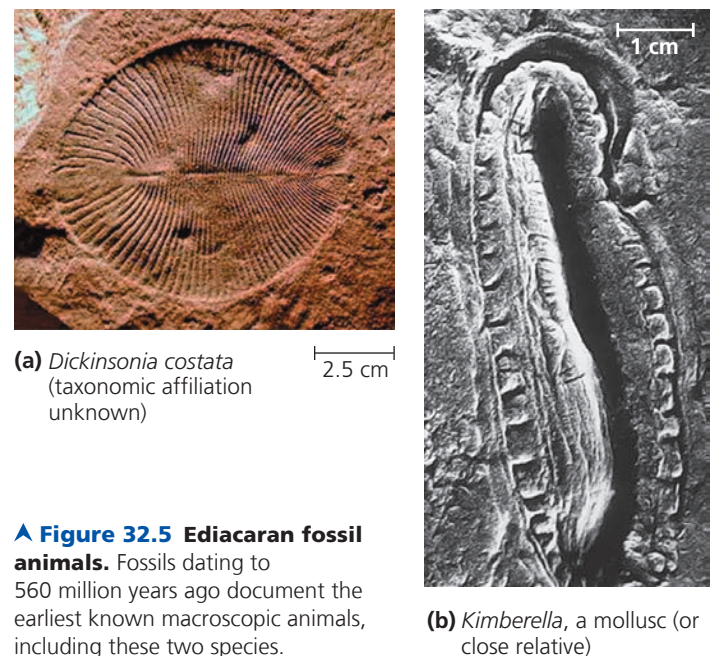 (a) Dickinsonia costata
(taxonomic affiliation
unknown)
2.5 cm
▲ Figure 32.5 Ediacaran fossil
animals. Fossils dating to
560 million years ago document the
earliest known macroscopic animals,
including these two species.
1 cm
(b) Kimberella, a mollusc (or
close relative)